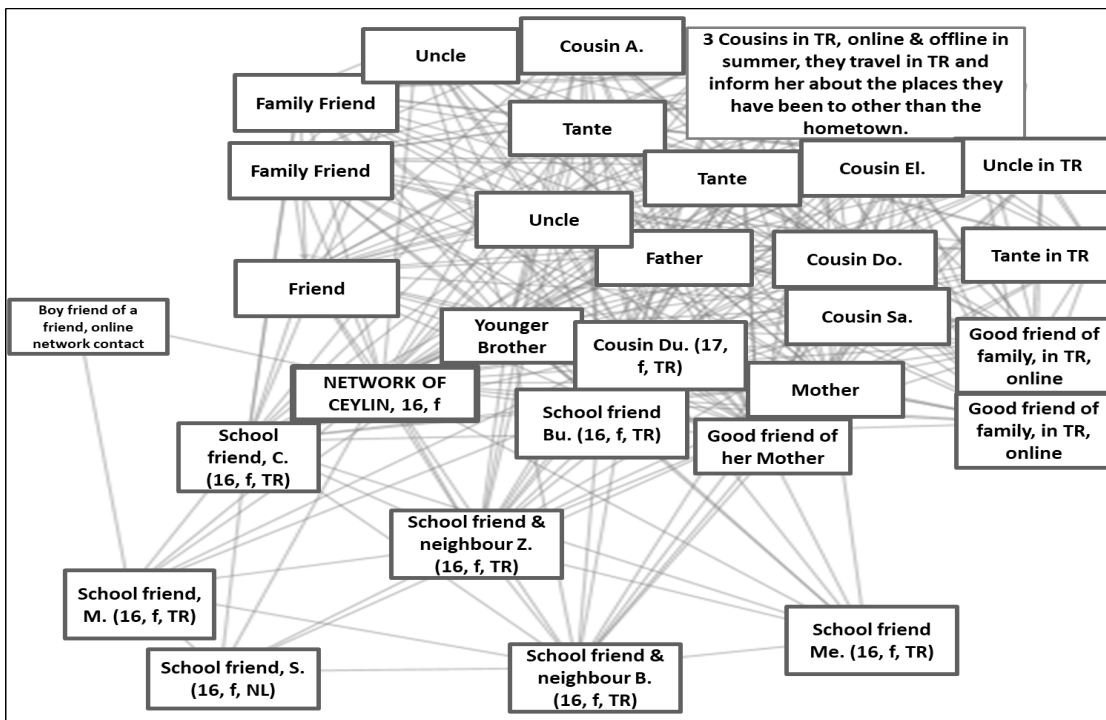 Uncle
Cousin A.
3 Cousins in TR, online & offline in
summer, they travel in TR and
inform her about the places they
have been to other than the
hometown.
Family Friend
Tante
Family Friend
Tante
Cousin El.
Uncle in TR
Uncle
Father
Cousin Do.
Tante in TR
Friend
Cousin Sa.
Boy friend of a
friend, online
network contact
Younger
Brother
Cousin Du. (17,
f, TR)
Good friend of
family, in TR,
online
NETWORK OF
CEYLIN, 16, f
Mother
School friend
Bu. (16, f, TR)
Good friend of
family, in TR,
online
School
friend, C.
(16, f, TR)
Good friend of
her Mother
School friend &
neighbour Z.
(16, f, TR)
School friend,
M. (16, f, TR)
School friend
Me. (16, f, TR)
School friend, S.
(16, f, NL)
School friend &
neighbour B.
(16, f, TR)